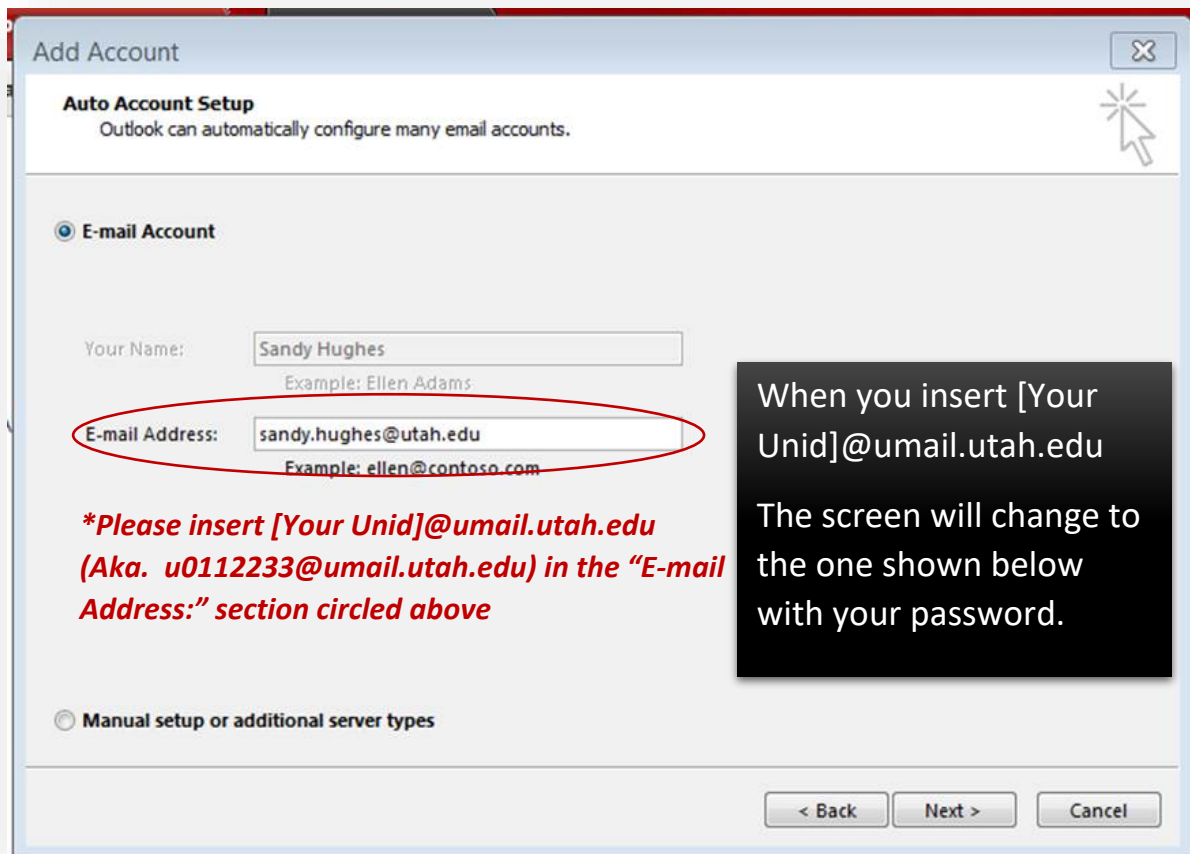 Add Account
Auto Account Setup
Outlook can automatically configure many email accounts.
E-mail Account
Your Name:
Sandy Hughes
Example: Ellen Adams
E-mail Address:
sandy.hughes@utah.edu
Example: ellen@contoso.com
*Please insert [Your Unid]@umail.utah.edu
(Aka.  u0112233@umail.utah.edu) in the “E-mail
Address:” section circled above
When you insert [Your
Unid]@umail.utah.edu
The screen will change to
the one shown below
with your password.
Manual setup or additional server types
< Back
Next >
Cancel